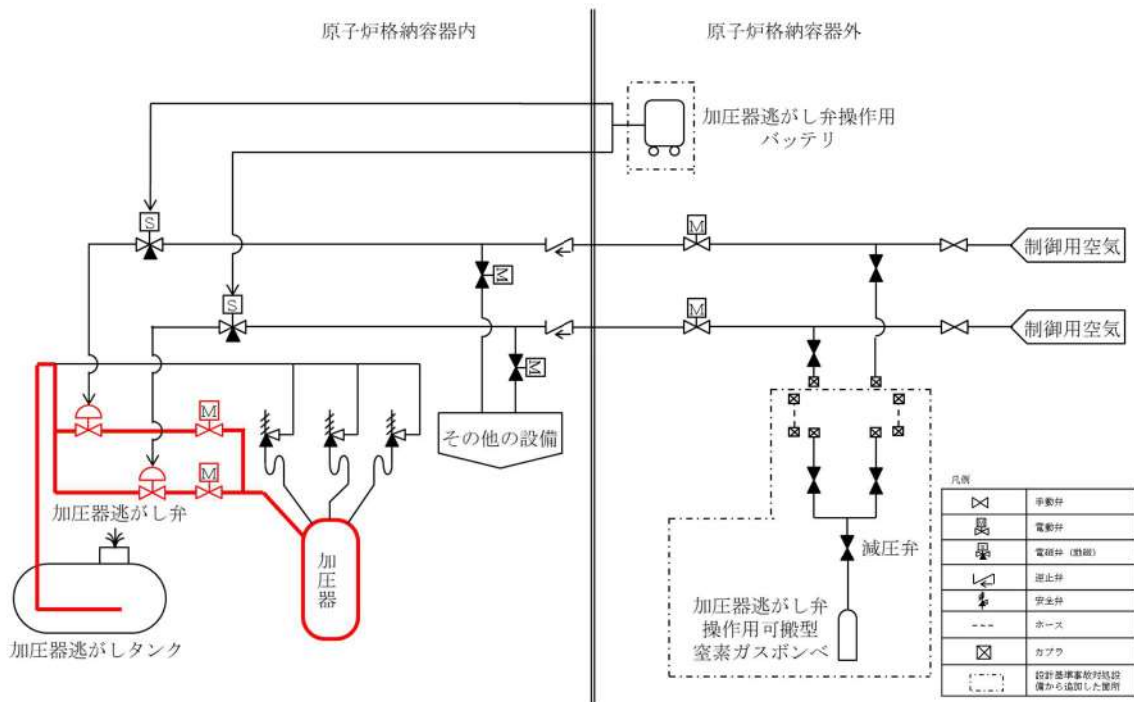 原子炉格納容器内
原子炉格納容器外
加圧器逃がし弁操作用
バッテリ
S
M
制御用空気
M
S
M
制御用空気
M
M
M
その他の設備
加圧器逃がし弁
加圧器
減圧弁
加圧器逃がし弁
操作用可搬型
窒素ガスボンベ
加圧器逃がしタンク
凡例
手動弁
電動弁
電磁弁（励磁）
逆止弁
安全弁
ホース
カプラ
設計基準事故対処設
備から追加した箇所